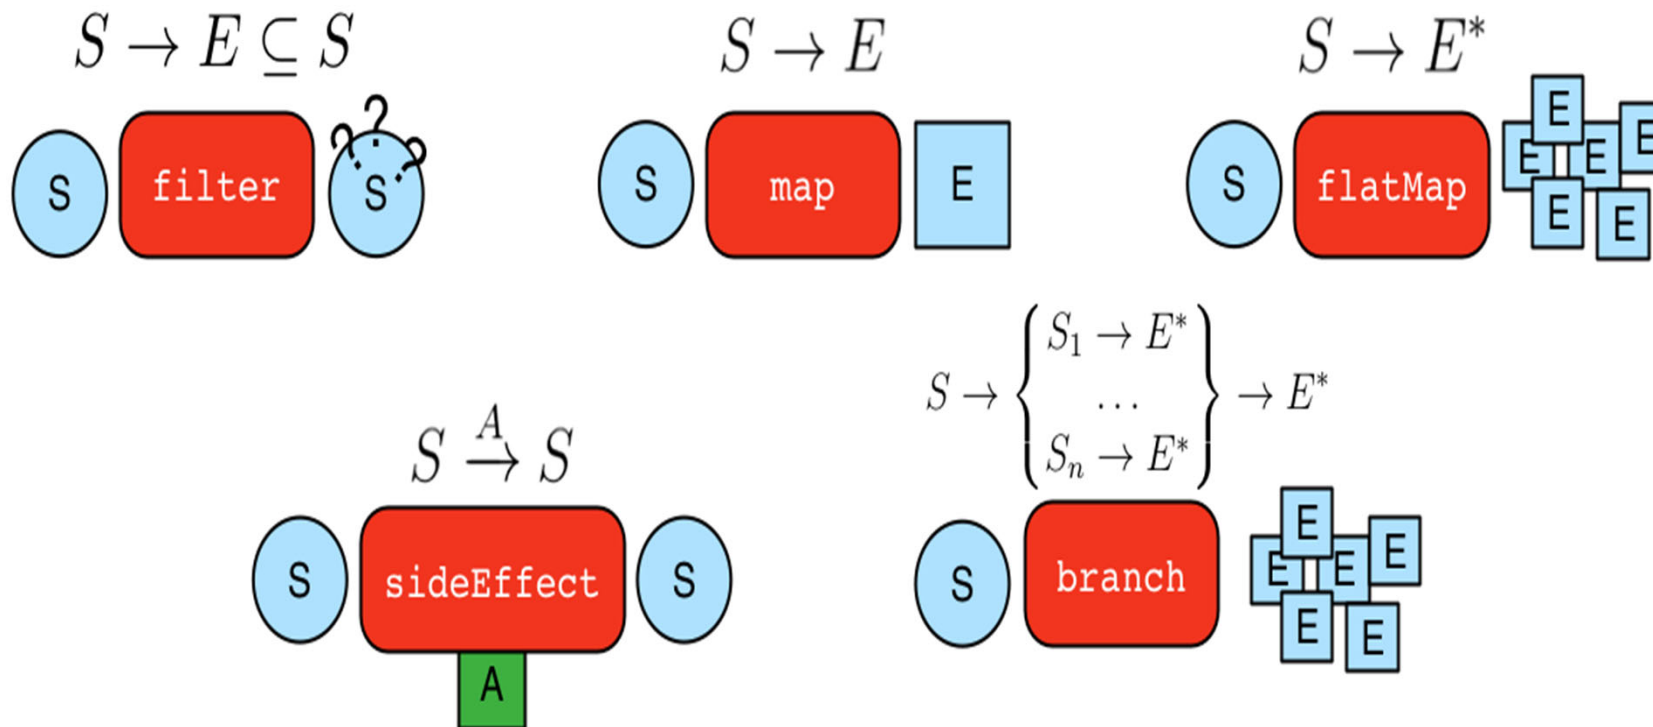 S → E ⊆ S
S filter ? ? ? S
S → E
S map E
S → E*
S flatMap E E E E E E
S →A S
S sideEffect S
A
S → { S₁ → E* … Sₙ → E* } → E*
S branch E E E E E E